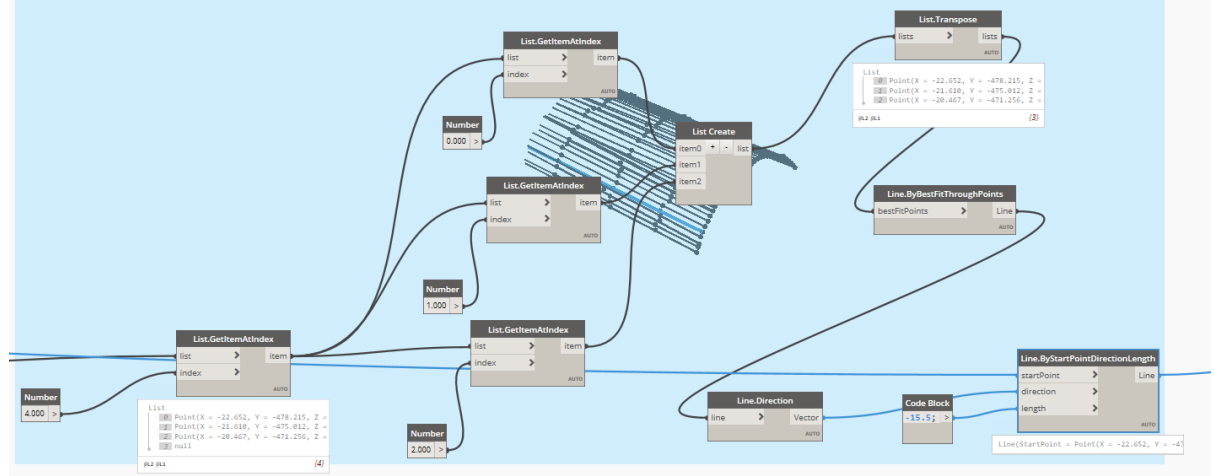 List.Transpose
lists > lists
AUTO
List
0 Point(X = -22.652, Y = -478.215, Z =
1 Point(X = -21.610, Y = -475.012, Z =
2 Point(X = -20.467, Y = -471.256, Z =
@L2 @L1 {3}
List.GetItemAtIndex
list > item
index >
AUTO
Number
0.000 >
List Create
item0 + - list
item1
item2
AUTO
List.GetItemAtIndex
list > item
index >
AUTO
Line.ByBestFitThroughPoints
bestFitPoints > Line
AUTO
Number
1.000 >
List.GetItemAtIndex
list > item
index >
AUTO
List.GetItemAtIndex
list > item
index >
AUTO
Number
4.000 >
List
0 Point(X = -22.652, Y = -478.215, Z =
1 Point(X = -21.610, Y = -475.012, Z =
2 Point(X = -20.467, Y = -471.256, Z =
3 null
@L2 @L1 {4}
Number
2.000 >
Line.Direction
line > Vector
AUTO
Code Block
-15.5; >
Line.ByStartPointDirectionLength
startPoint > Line
direction >
length >
AUTO
Line(StartPoint = Point(X = -22.652, Y = -47